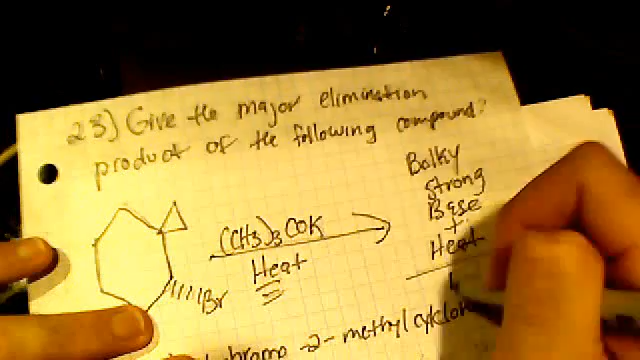 23) Give the major elimination
product of the following compound?
(CH3)3COK
Heat
Br
Bulky
strong
Base
+
Heat
bromo-2-methylcyclo